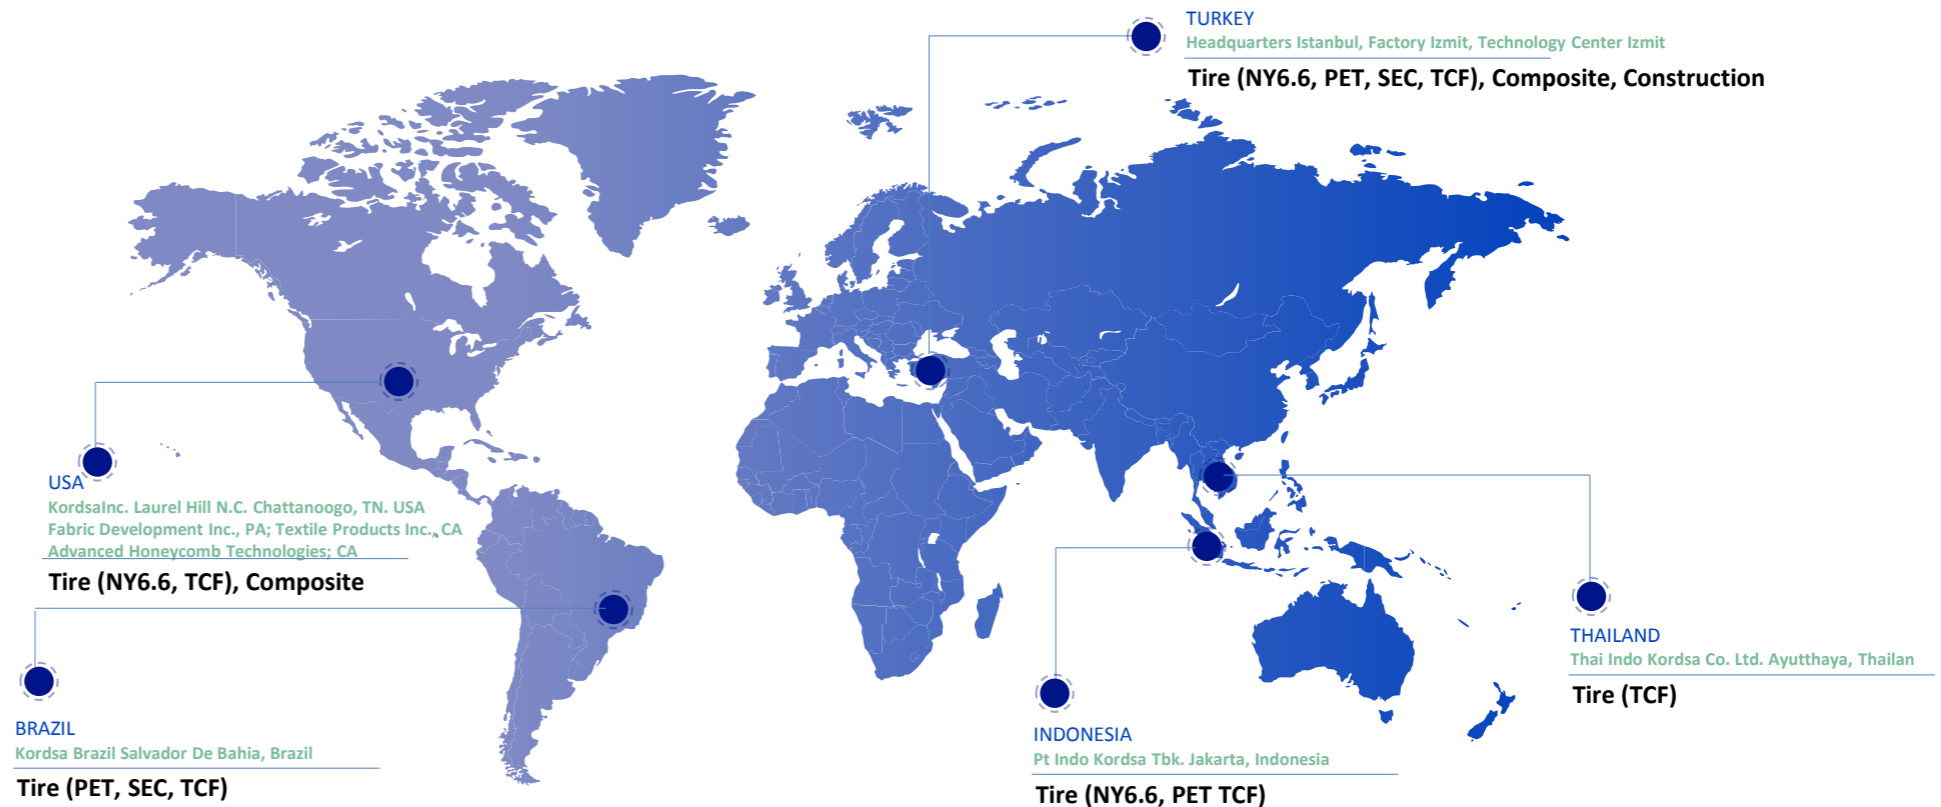 TURKEY
Headquarters Istanbul, Factory Izmit, Technology Center Izmit
Tire (NY6.6, PET, SEC, TCF), Composite, Construction
USA
KordsaInc. Laurel Hill N.C. Chattanoogo, TN. USA
Fabric Development Inc., PA; Textile Products Inc., CA
Advanced Honeycomb Technologies; CA
Tire (NY6.6, TCF), Composite
BRAZIL
Kordsa Brazil Salvador De Bahia, Brazil
Tire (PET, SEC, TCF)
INDONESIA
Pt Indo Kordsa Tbk. Jakarta, Indonesia
Tire (NY6.6, PET TCF)
THAILAND
Thai Indo Kordsa Co. Ltd. Ayutthaya, Thailan
Tire (TCF)